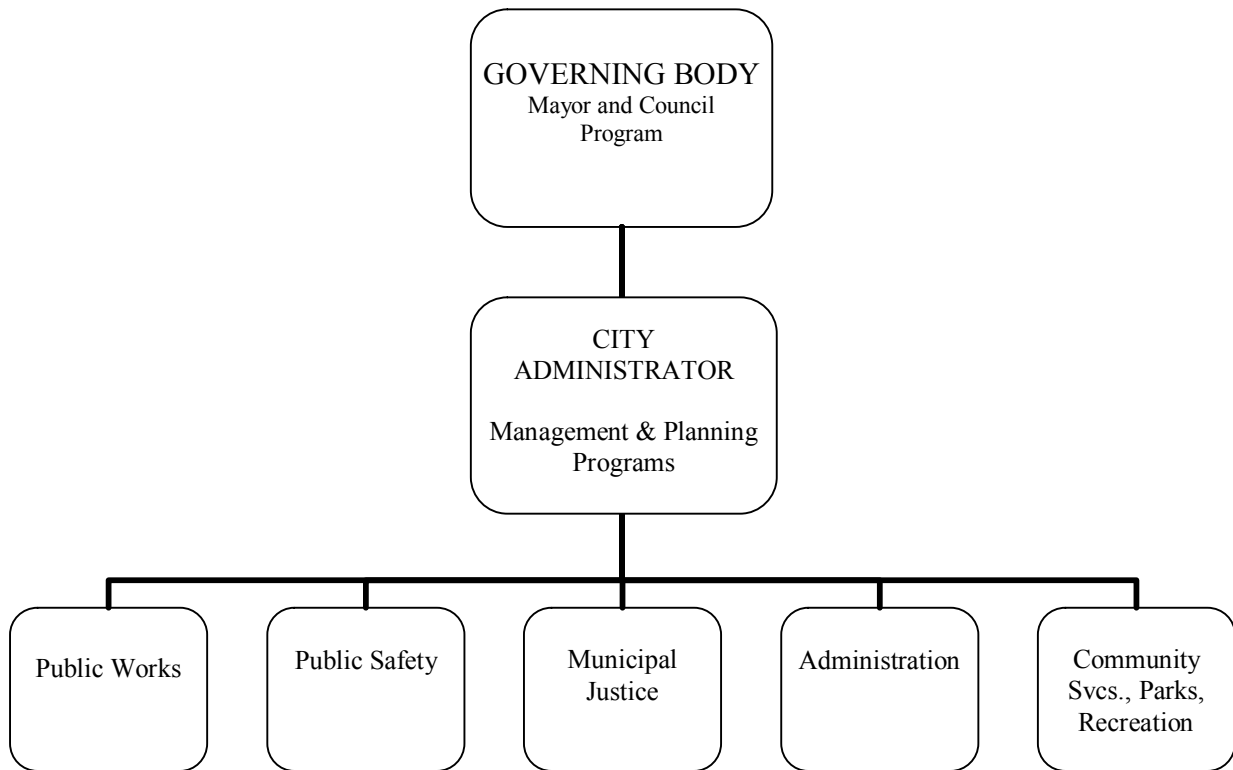 GOVERNING BODY
Mayor and Council
Program
CITY
ADMINISTRATOR
Management & Planning
Programs
Public Works
Public Safety
Municipal
Justice
Administration
Community
Svcs., Parks,
Recreation